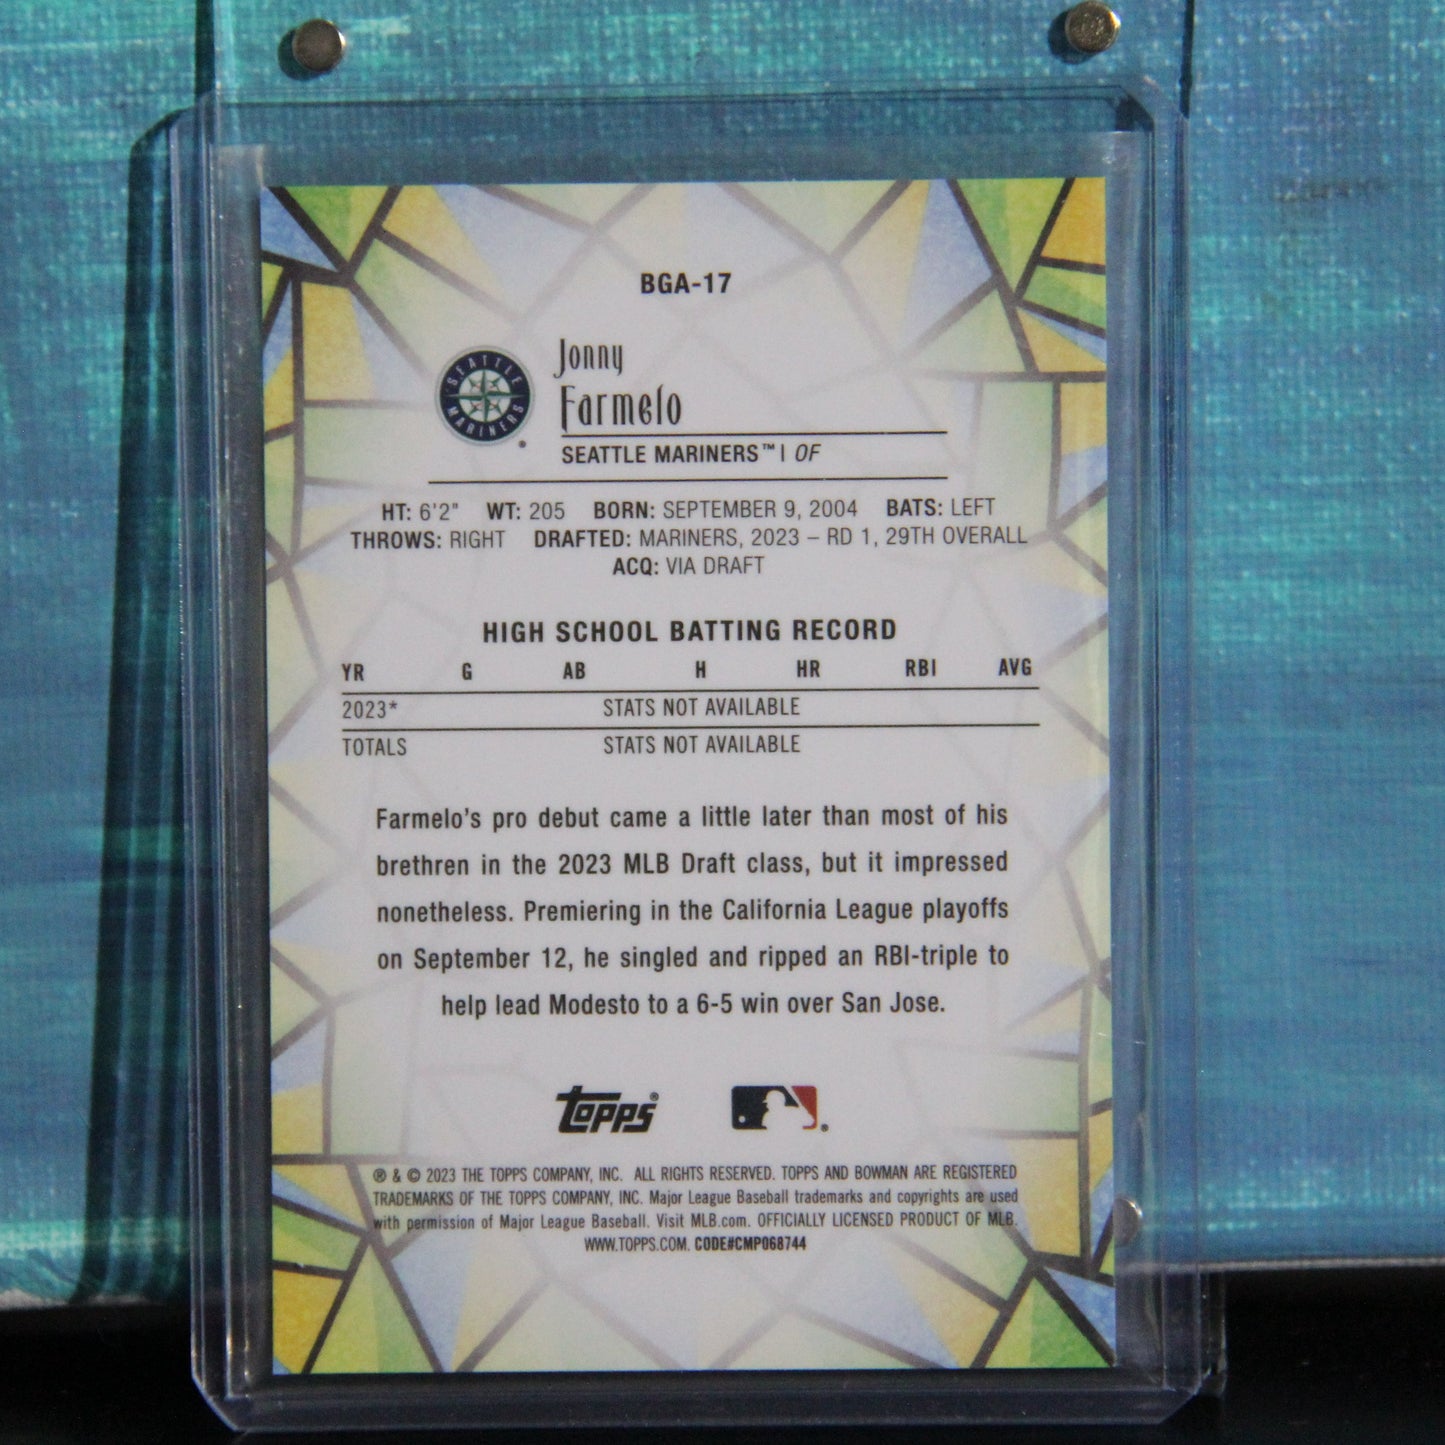 BGA-17
SEATTLE
MARINERS
Jonny
Farmelo
SEATTLE MARINERS™ | OF
HT: 6'2" WT: 205 BORN: SEPTEMBER 9, 2004 BATS: LEFT
THROWS: RIGHT DRAFTED: MARINERS, 2023 – RD 1, 29TH OVERALL
ACQ: VIA DRAFT
HIGH SCHOOL BATTING RECORD
YR G AB H HR RBI AVG
2023* STATS NOT AVAILABLE
TOTALS STATS NOT AVAILABLE
Farmelo's pro debut came a little later than most of his
brethren in the 2023 MLB Draft class, but it impressed
nonetheless. Premiering in the California League playoffs
on September 12, he singled and ripped an RBI-triple to
help lead Modesto to a 6-5 win over San Jose.
topps®
®
® & © 2023 THE TOPPS COMPANY, INC. ALL RIGHTS RESERVED. TOPPS AND BOWMAN ARE REGISTERED
TRADEMARKS OF THE TOPPS COMPANY, INC. Major League Baseball trademarks and copyrights are used
with permission of Major League Baseball. Visit MLB.com. OFFICIALLY LICENSED PRODUCT OF MLB.
WWW.TOPPS.COM. CODE#CMP068744